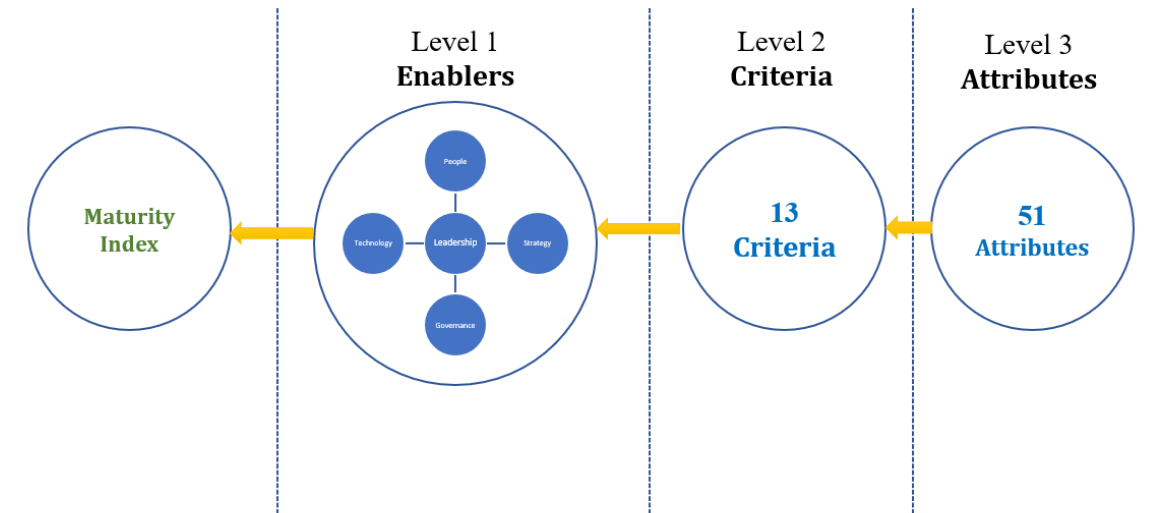 Level 1
Enablers
Level 2
Criteria
Level 3
Attributes
Maturity
Index
People
Technology
Leadership
Strategy
Governance
13
Criteria
51
Attributes